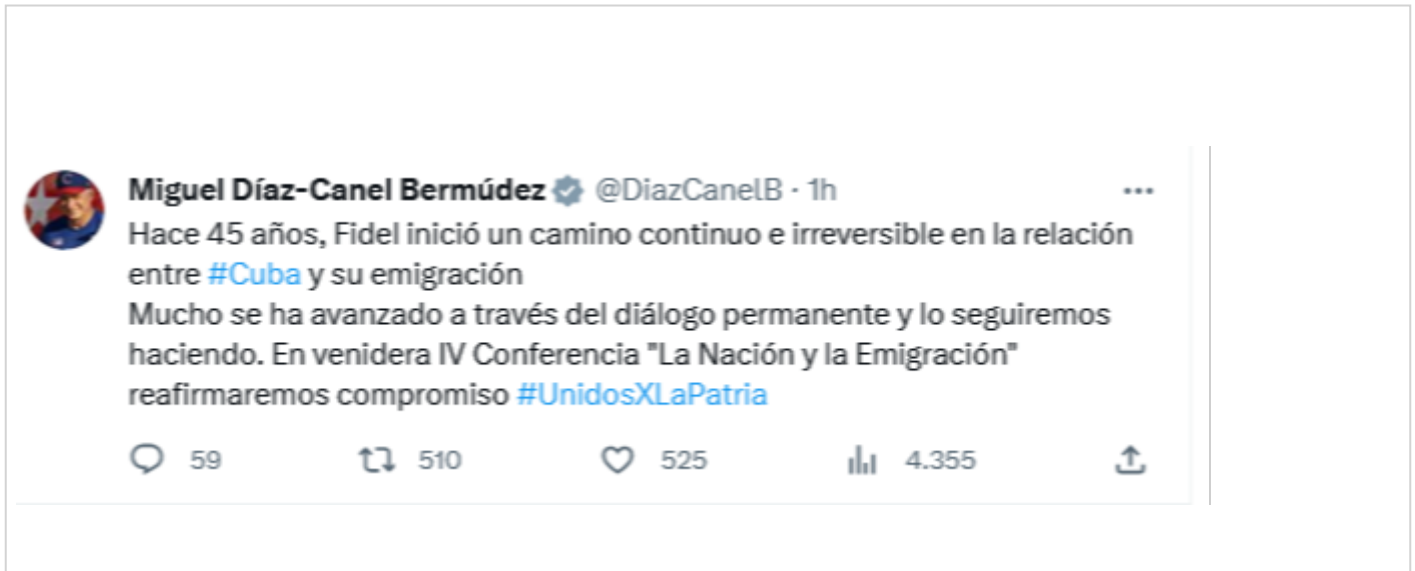 Miguel Díaz-Canel Bermúdez @DiazCanelB · 1h
Hace 45 años, Fidel inició un camino continuo e irreversible en la relación
entre #Cuba y su emigración
Mucho se ha avanzado a través del diálogo permanente y lo seguiremos
haciendo. En venidera IV Conferencia "La Nación y la Emigración"
reafirmaremos compromiso #UnidosXLaPatria
59 510 525 4.355